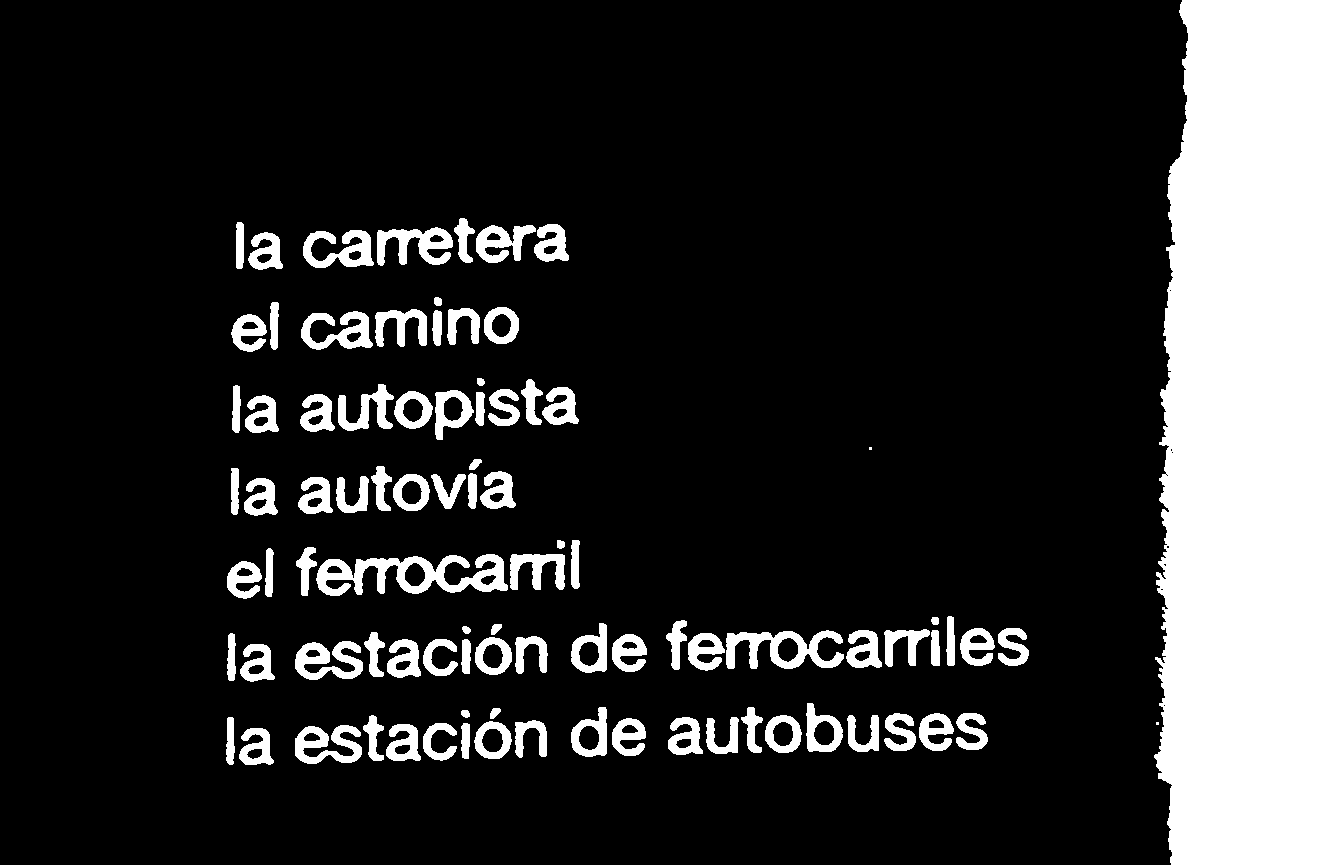 la carretera
el camino
la autopista
la autovía
el ferrocarril
la estación de ferrocarriles
la estación de autobuses